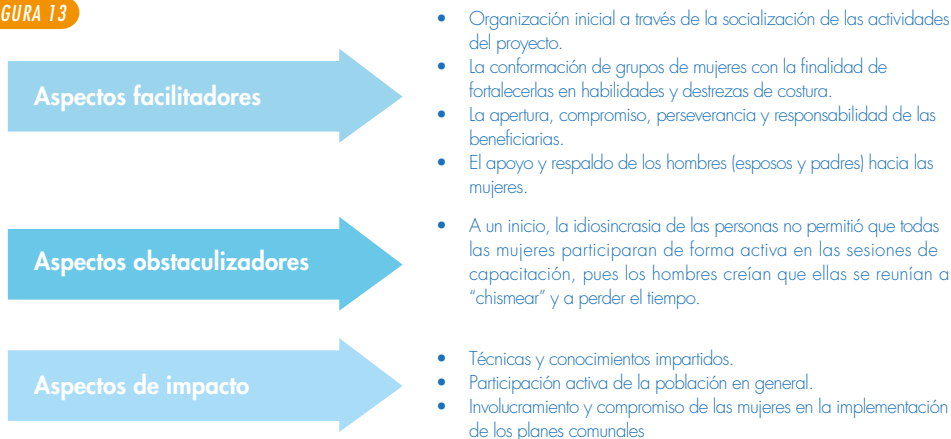 GURA 13
Aspectos facilitadores
• Organización inicial a través de la socialización de las actividades
del proyecto.
• La conformación de grupos de mujeres con la finalidad de
fortalecerlas en habilidades y destrezas de costura.
• La apertura, compromiso, perseverancia y responsabilidad de las
beneficiarias.
• El apoyo y respaldo de los hombres (esposos y padres) hacia las
mujeres.
Aspectos obstaculizadores
• A un inicio, la idiosincrasia de las personas no permitió que todas
las mujeres participaran de forma activa en las sesiones de
capacitación, pues los hombres creían que ellas se reunían a
“chismear” y a perder el tiempo.
Aspectos de impacto
• Técnicas y conocimientos impartidos.
• Participación activa de la población en general.
• Involucramiento y compromiso de las mujeres en la implementación
de los planes comunales